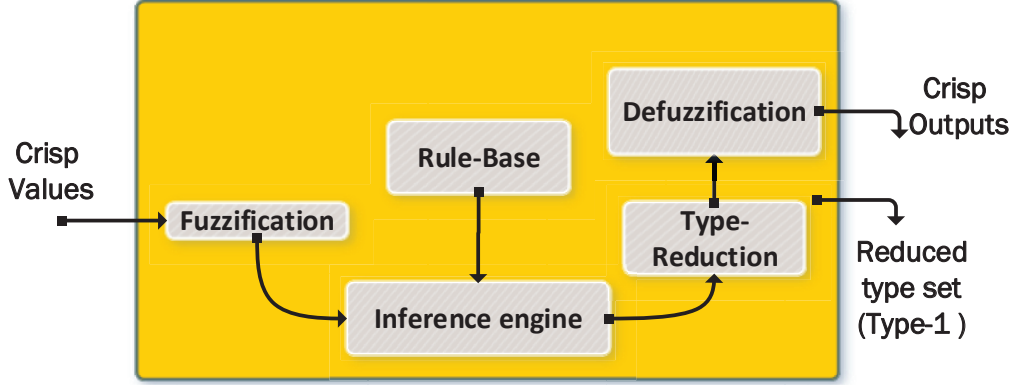 Crisp
Values
Fuzzification
Rule-Base
Inference engine
Type-
Reduction
Defuzzification
Crisp
Outputs
Reduced
type set
(Type-1 )